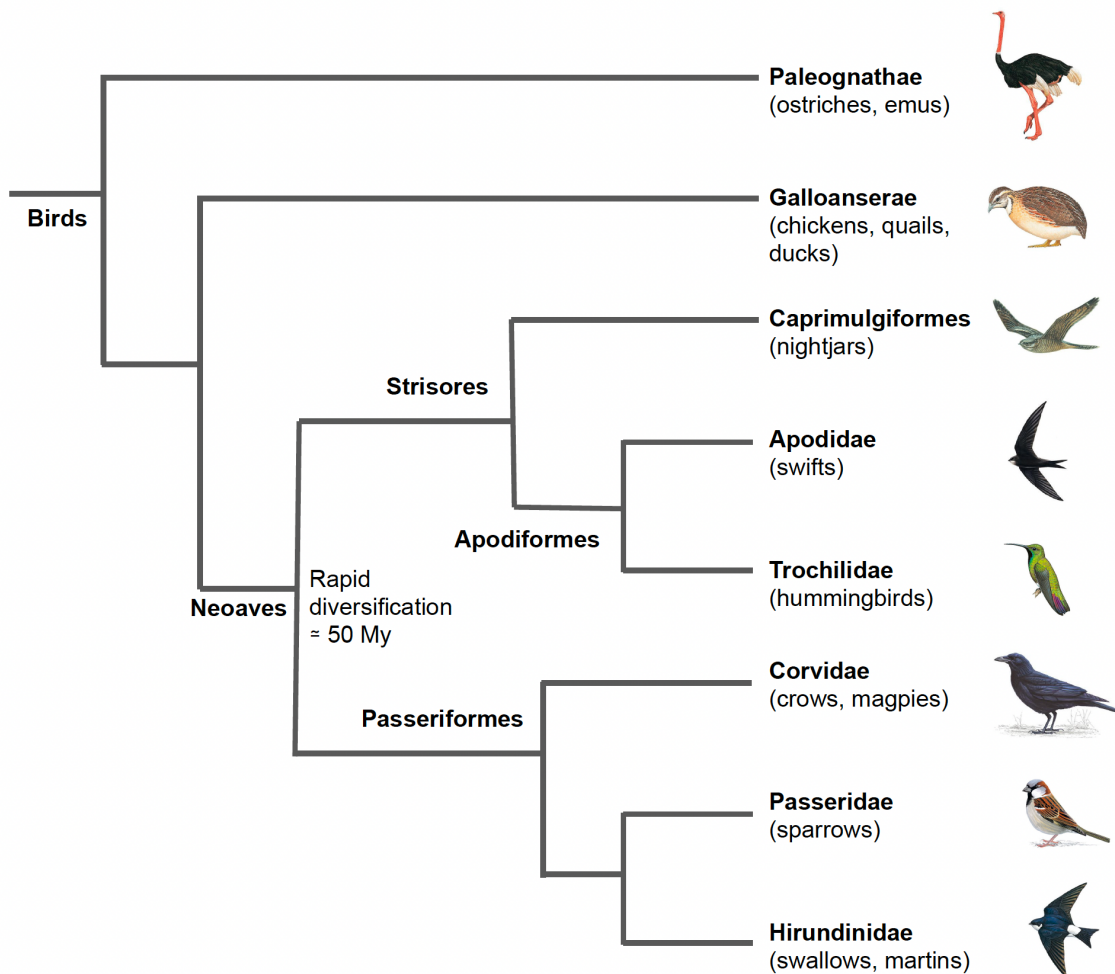 Paleognathae
(ostriches, emus)
Birds
Galloanserae
(chickens, quails,
ducks)
Caprimulgiformes
(nightjars)
Strisores
Apodidae
(swifts)
Apodiformes
Trochilidae
(hummingbirds)
Neoaves
Rapid
diversification
≃ 50 My
Corvidae
(crows, magpies)
Passeriformes
Passeridae
(sparrows)
Hirundinidae
(swallows, martins)